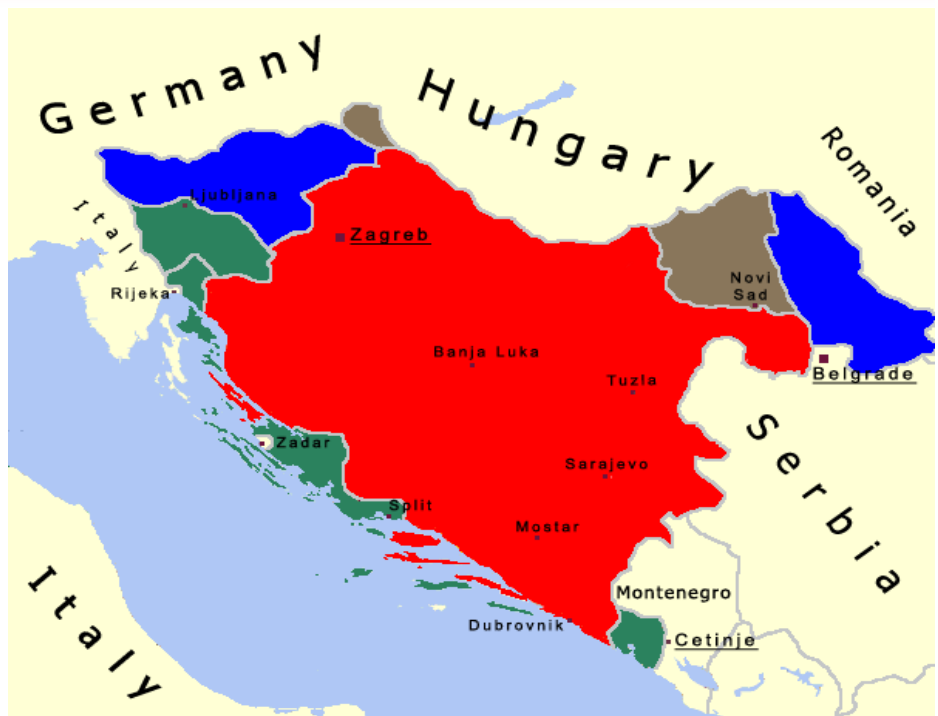 Germany
Hungary
Romania
Italy
Ljubljana
Zagreb
Rijeka
Novi
Sad
Banja Luka
Belgrade
Tuzla
Serbia
Zadar
Sarajevo
Split
Mostar
Italy
Montenegro
Dubrovnik
Cetinje